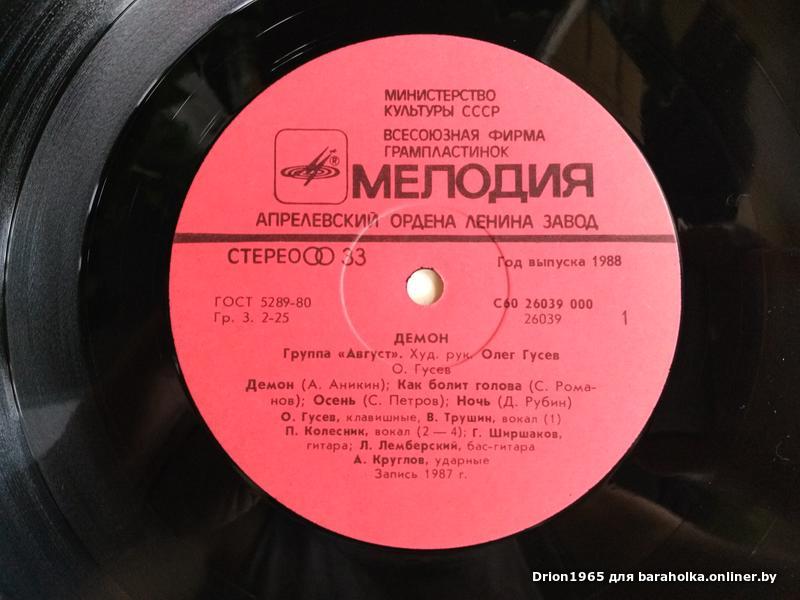 МИНИСТЕРСТВО
КУЛЬТУРЫ СССР
ВСЕСОЮЗНАЯ ФИРМА
ГРАМПЛАСТИНОК
®
МЕЛОДИЯ
АПРЕЛЕВСКИЙ ОРДЕНА ЛЕНИНА ЗАВОД
СТЕРЕО 33
Год выпуска 1988
ГОСТ 5289-80
Гр. 3. 2-25
С60 26039 000
26039
1
ДЕМОН
Группа «Август». Худ. рук. Олег Гусев
О. Гусев
Демон (А. Аникин); Как болит голова (С. Рома-
нов); Осень (С. Петров); Ночь (Д. Рубин)
О. Гусев, клавишные, В. Трушин, вокал (1)
П. Колесник, вокал (2 — 4); Г. Ширшаков,
гитара; Л. Лемберский, бас-гитара
А. Круглов, ударные
Запись 1987 г.
Drion1965 для baraholka.onliner.by